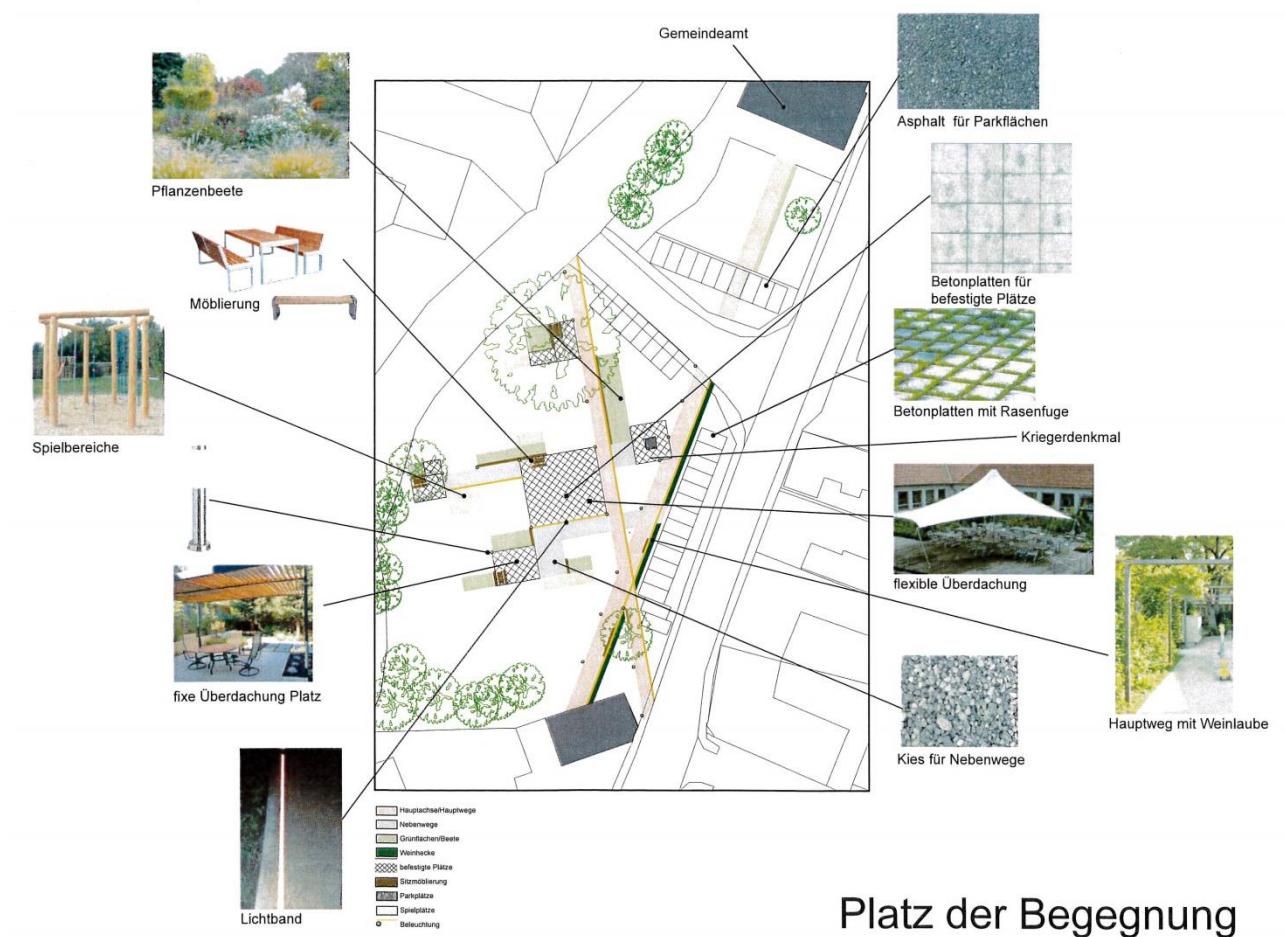 Gemeindeamt
Pflanzenbeete
Möblierung
Spielbereiche
fixe Überdachung Platz
Lichtband
Asphalt für Parkflächen
Betonplatten für
befestigte Plätze
Betonplatten mit Rasenfuge
Kriegerdenkmal
flexible Überdachung
Hauptweg mit Weinlaube
Kies für Nebenwege
Hauptachse/Hauptwege
Nebenwege
Grünflächen/Beete
Weinhecke
befestigte Plätze
Sitzmöblierung
Parkplätze
Spielplätze
Beleuchtung
Platz der Begegnung